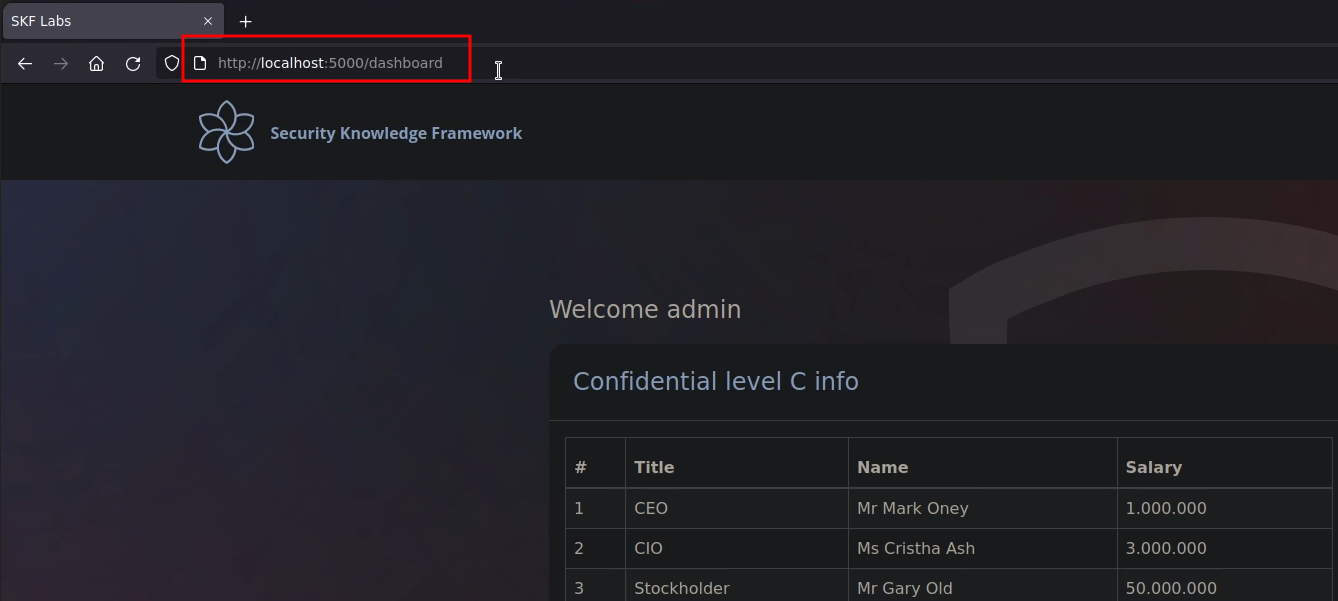 SKF Labs
http://localhost:5000/dashboard
Security Knowledge Framework
Welcome admin
Confidential level C info
# Title Name Salary
1 CEO Mr Mark Oney 1.000.000
2 CIO Ms Cristha Ash 3.000.000
3 Stockholder Mr Gary Old 50.000.000